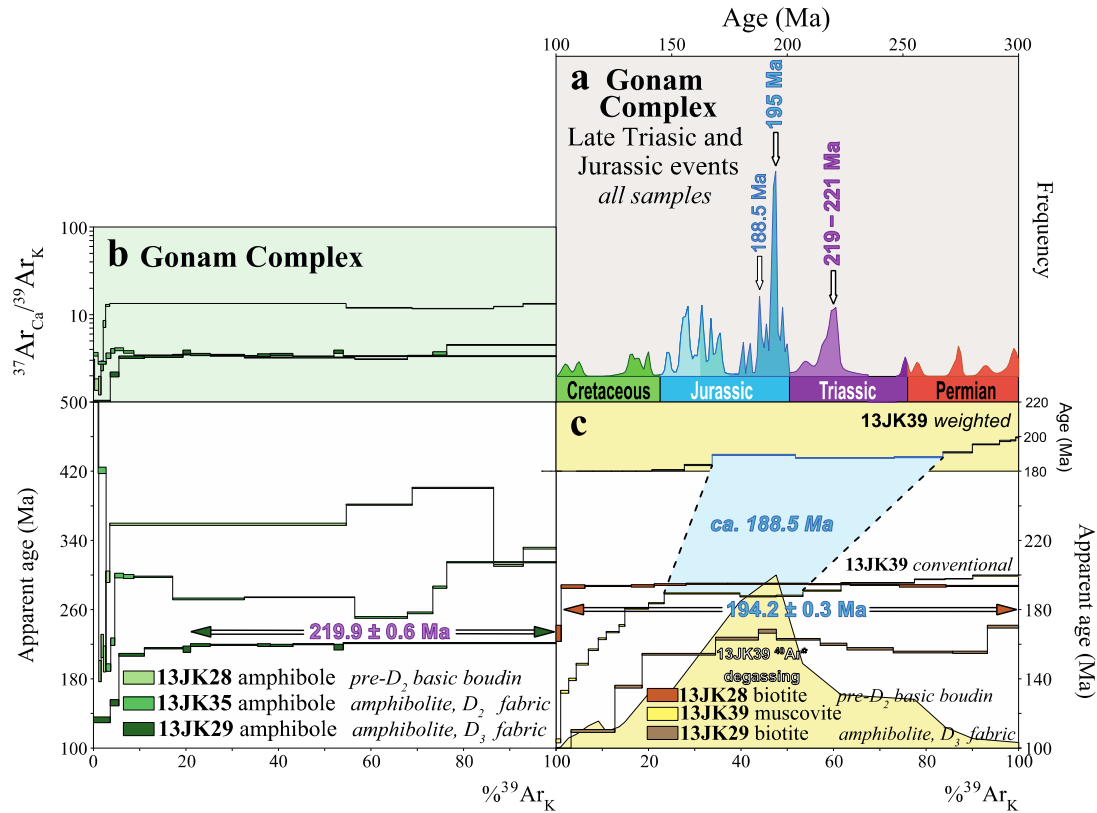 Age (Ma)
100 150 200 250 300
a Gonam
Complex
Late Triasic and
Jurassic events
all samples
188.5 Ma
195 Ma
219 – 221 Ma
Frequency
Cretaceous Jurassic Triassic Permian
b Gonam Complex
³⁷Ar_Ca/³⁹Ar_K
100
10
500
420
340
260
180
100
Apparent age (Ma)
219.9 ± 0.6 Ma
13JK28 amphibole pre-D₂ basic boudin
13JK35 amphibole amphibolite, D₂ fabric
13JK29 amphibole amphibolite, D₃ fabric
0 20 40 60 80 100
%³⁹Ar_K
c
13JK39 weighted
220
200
180
Age (Ma)
ca. 188.5 Ma
13JK39 conventional
194.2 ± 0.3 Ma
13JK39 ⁴⁰Ar*
degassing
13JK28 biotite pre-D₂ basic boudin
13JK39 muscovite
13JK29 biotite amphibolite, D₃ fabric
220
180
140
100
Apparent age (Ma)
20 40 60 80 100
%³⁹Ar_K